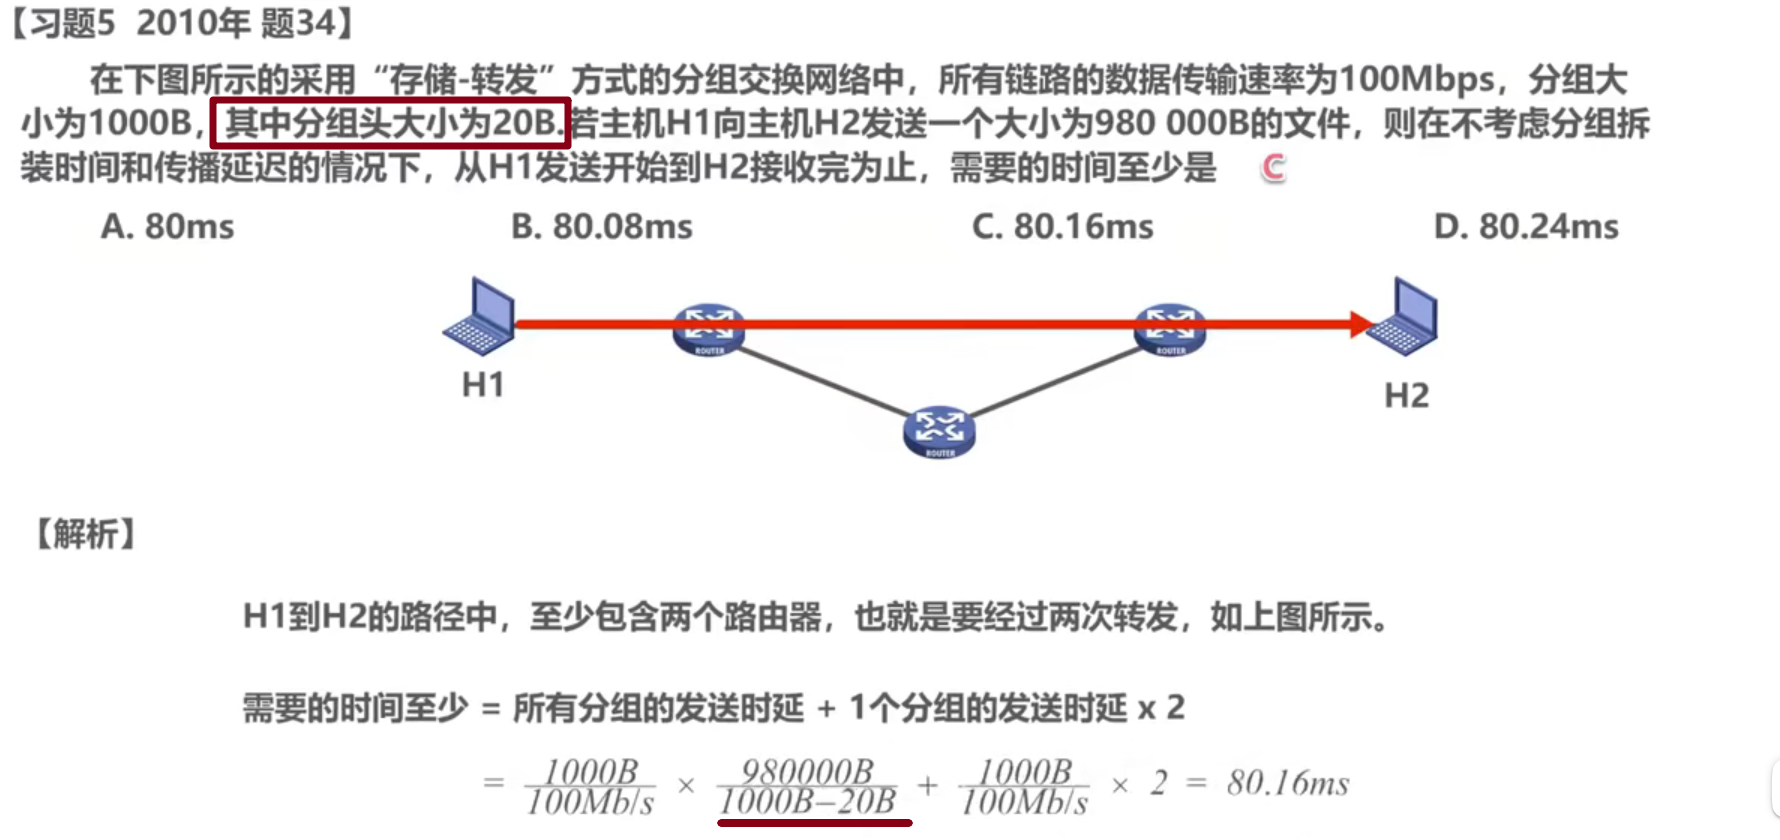 【习题5 2010年 题34】
在下图所示的采用“存储-转发”方式的分组交换网络中，所有链路的数据传输速率为100Mbps，分组大
小为1000B，其中分组头大小为20B.若主机H1向主机H2发送一个大小为980 000B的文件，则在不考虑分组拆
装时间和传播延迟的情况下，从H1发送开始到H2接收完为止，需要的时间至少是 C
A. 80ms B. 80.08ms C. 80.16ms D. 80.24ms
ROUTER ROUTER
H1 H2
ROUTER
【解析】
H1到H2的路径中，至少包含两个路由器，也就是要经过两次转发，如上图所示。
需要的时间至少 = 所有分组的发送时延 + 1个分组的发送时延 x 2
= 1000B/100Mb/s × 980000B/1000B−20B + 1000B/100Mb/s × 2 = 80.16ms